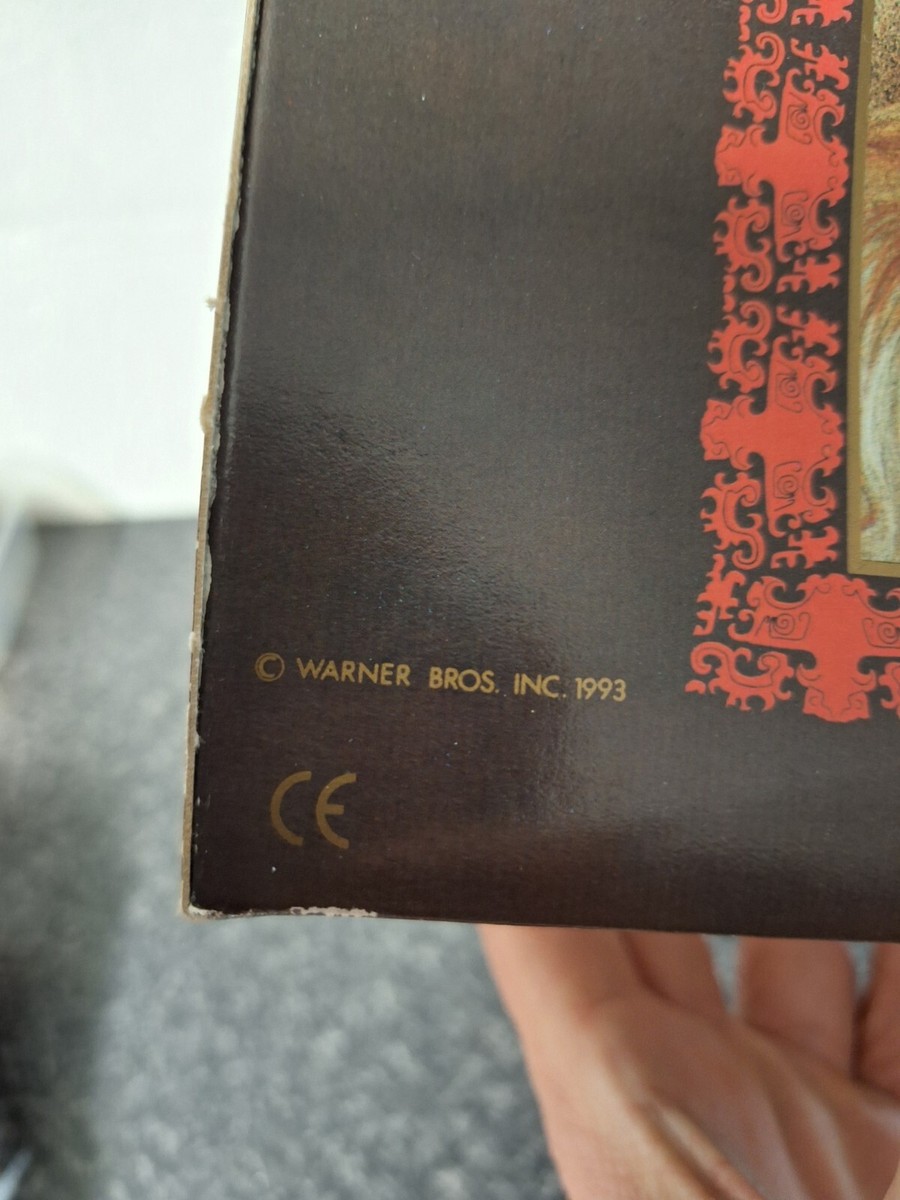 © WARNER BROS. INC. 1993
CE